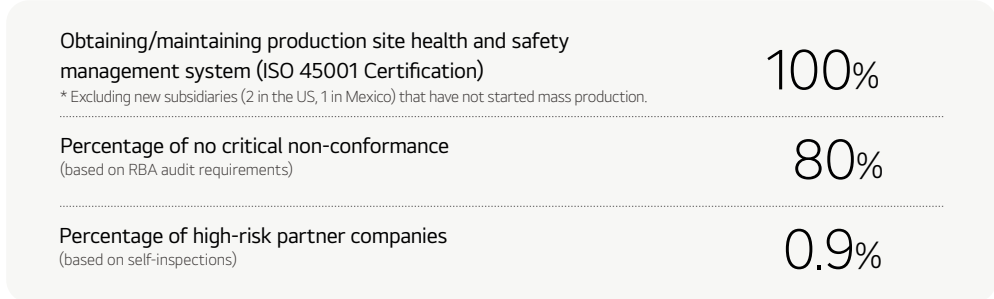 Obtaining/maintaining production site health and safety
management system (ISO 45001 Certification)
100%
* Excluding new subsidiaries (2 in the US, 1 in Mexico) that have not started mass production.
Percentage of no critical non-conformance
80%
(based on RBA audit requirements)
Percentage of high-risk partner companies
0.9%
(based on self-inspections)